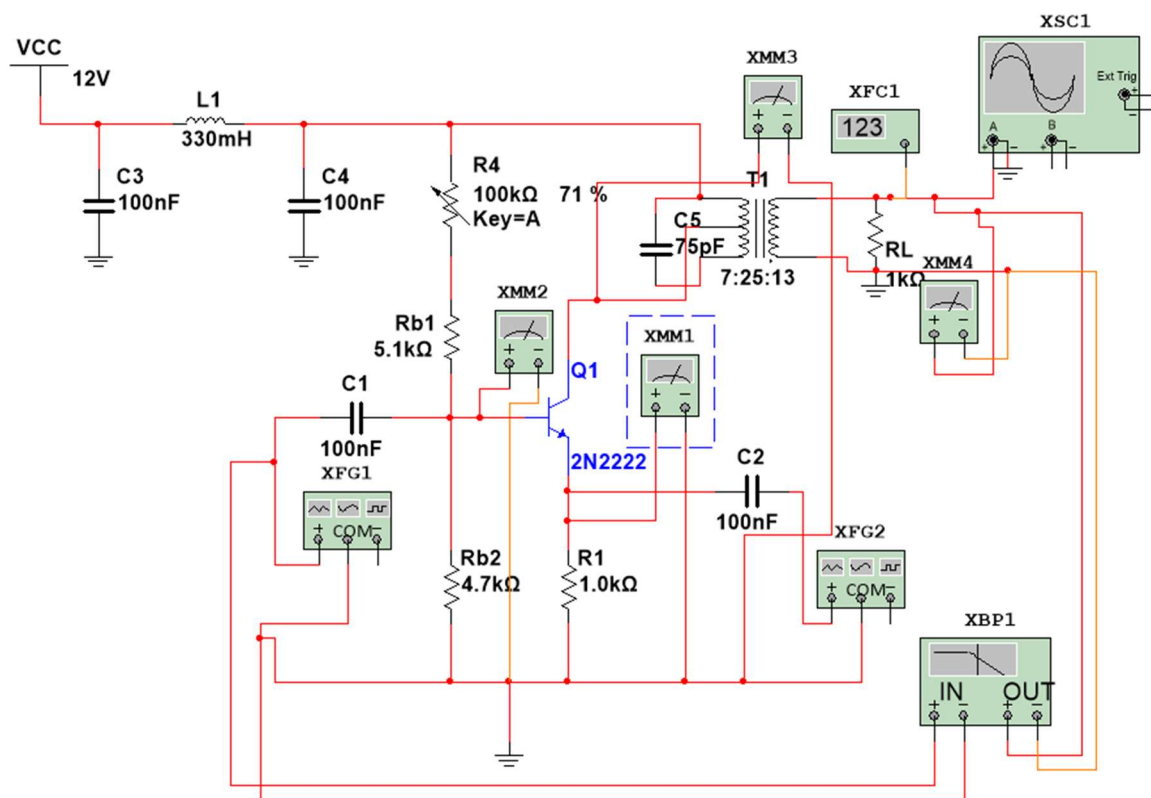 XSC1
VCC
12V
L1
330mH
XMM3
XFC1
123
Ext Trig
A
B
C3
100nF
C4
100nF
R4
100kΩ 71 %
Key=A
T1
C5
75pF
7:25:13
RL
1kΩ
XMM4
XMM2
Rb1
5.1kΩ
XMM1
Q1
2N2222
C1
100nF
C2
100nF
XFG1
COM
XFG2
COM
Rb2
4.7kΩ
R1
1.0kΩ
XBP1
IN OUT